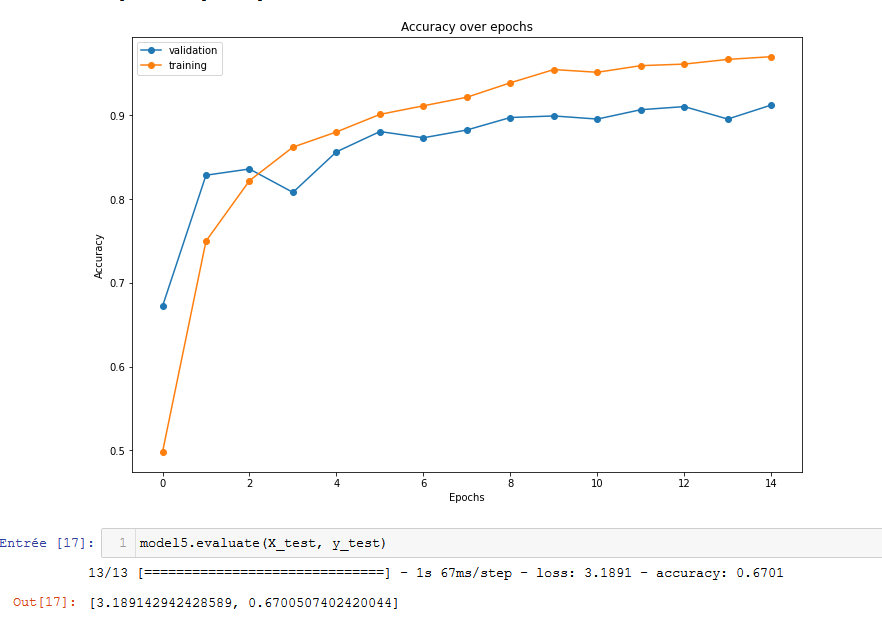 Accuracy over epochs
validation
training
0.9
0.8
0.7
0.6
0.5
Accuracy
0 2 4 6 8 10 12 14
Epochs
Entrée [17]: 1 model5.evaluate(X_test, y_test)
13/13 [==============================] - 1s 67ms/step - loss: 3.1891 - accuracy: 0.6701
Out[17]: [3.189142942428589, 0.6700507402420044]